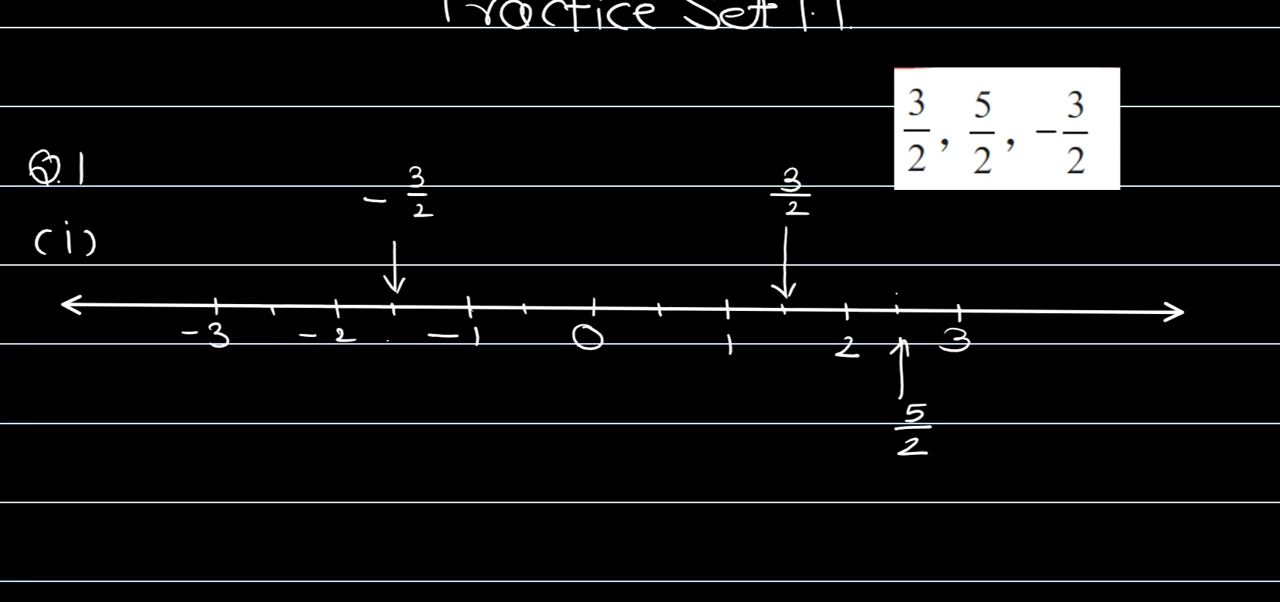 Practice Set 1.1
3/2, 5/2, -3/2
Q.1
(i)
-3/2 3/2
-3 -2 -1 0 1 2 3
5/2